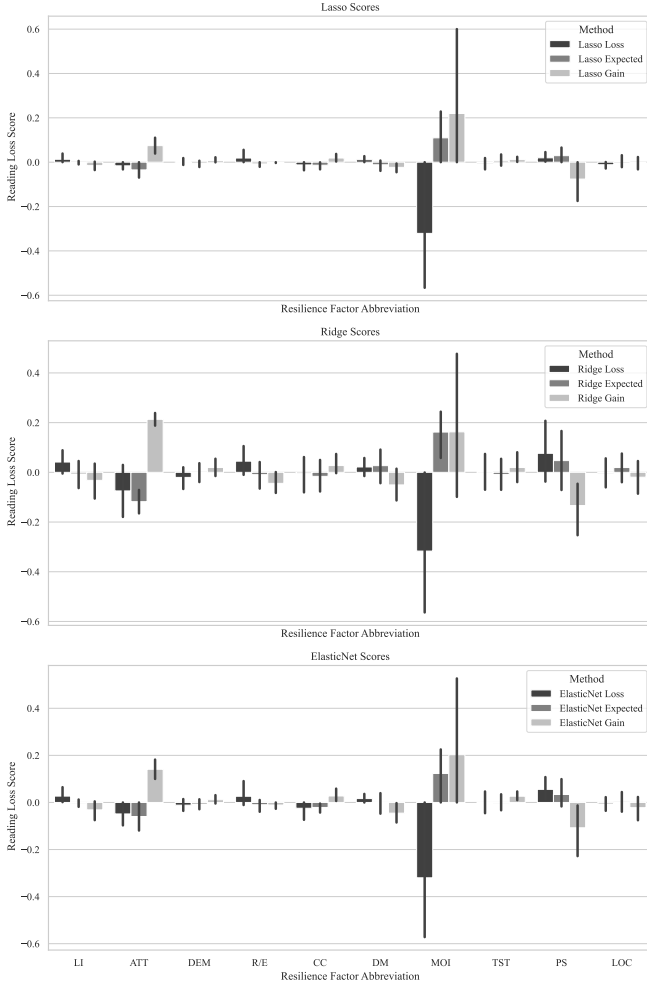 Lasso Scores
Method
Lasso Loss
Lasso Expected
Lasso Gain
0.6
0.4
0.2
0.0
−0.2
−0.4
−0.6
Reading Loss Score
Resilience Factor Abbreviation
Ridge Scores
Method
Ridge Loss
Ridge Expected
Ridge Gain
0.4
0.2
0.0
−0.2
−0.4
−0.6
Reading Loss Score
Resilience Factor Abbreviation
ElasticNet Scores
Method
ElasticNet Loss
ElasticNet Expected
ElasticNet Gain
0.4
0.2
0.0
−0.2
−0.4
−0.6
Reading Loss Score
LI ATT DEM R/E CC DM MOI TST PS LOC
Resilience Factor Abbreviation